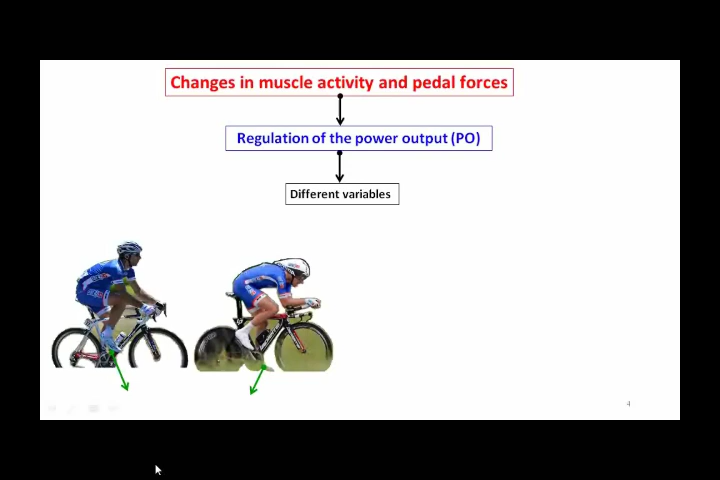 Changes in muscle activity and pedal forces
Regulation of the power output (PO)
Different variables
4